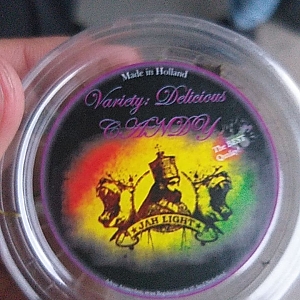 Made in Holland
Variety: Delicious
CANDY
The BEST
Quality
JAH LIGHT